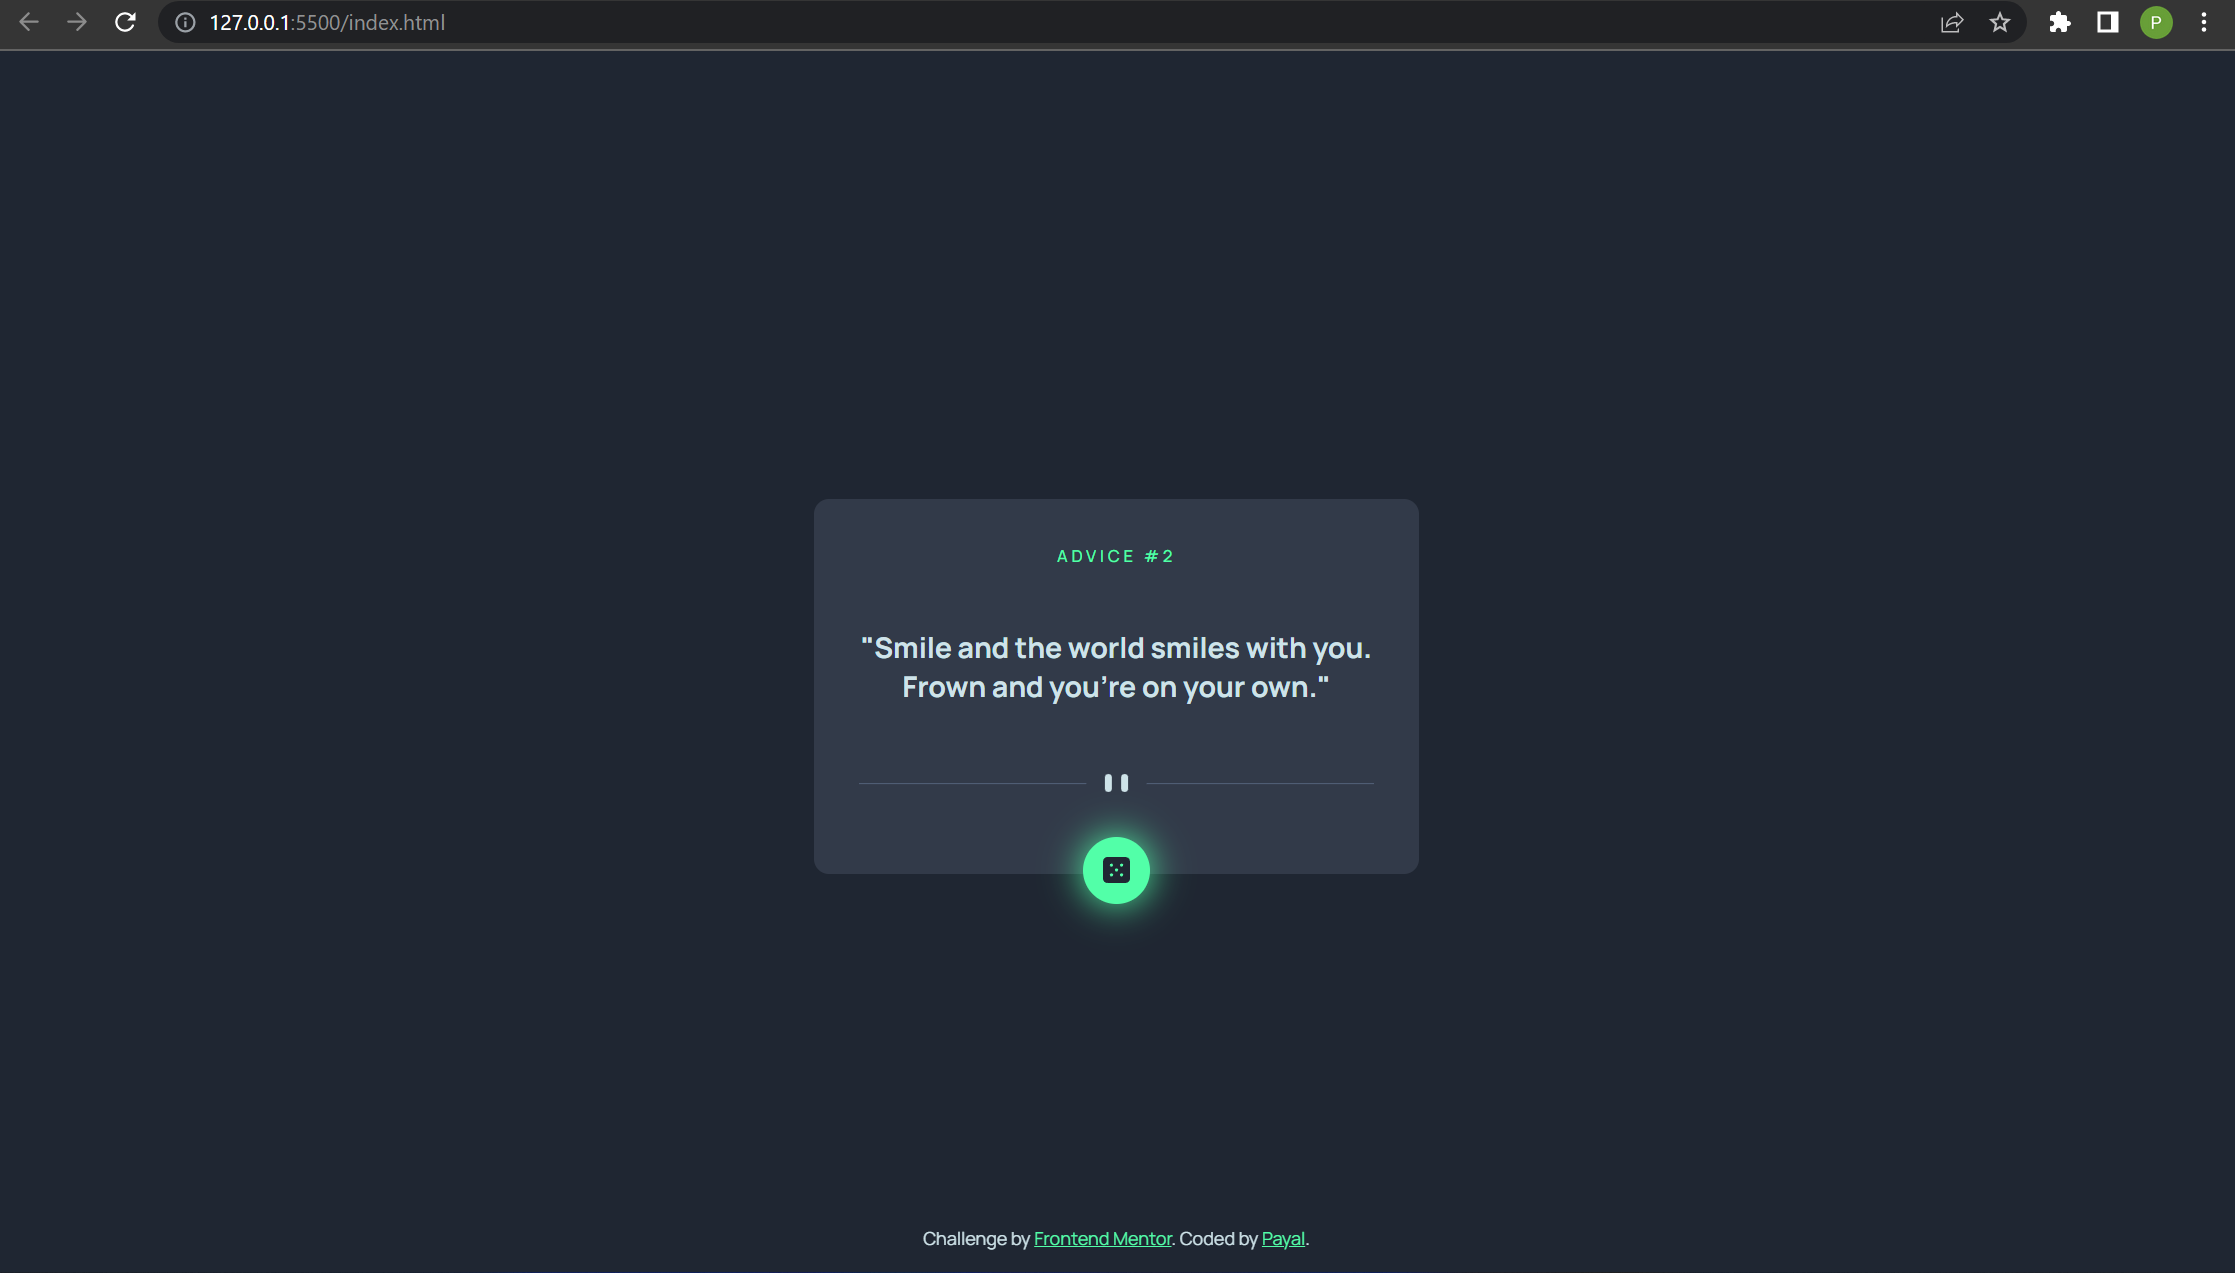 127.0.0.1:5500/index.html
P
ADVICE #2
"Smile and the world smiles with you.
Frown and you're on your own."
Challenge by Frontend Mentor. Coded by Payal.